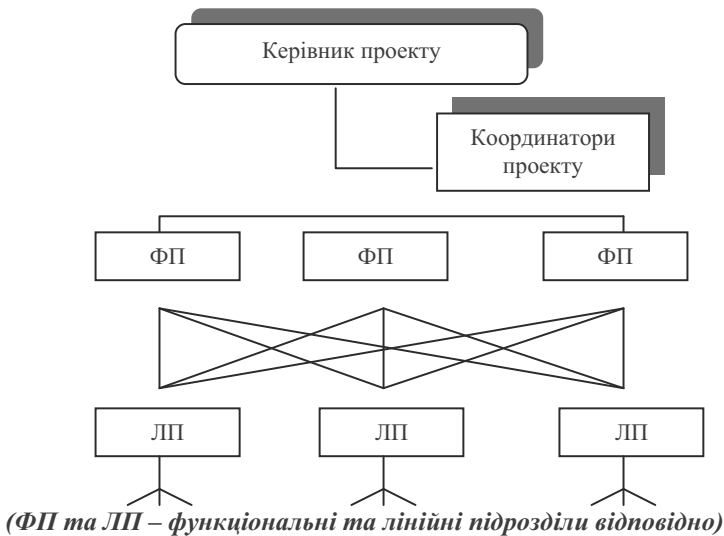 Керівник проекту
Координатори
проекту
ФП ФП ФП
ЛП ЛП ЛП
(ФП та ЛП – функціональні та лінійні підрозділи відповідно)